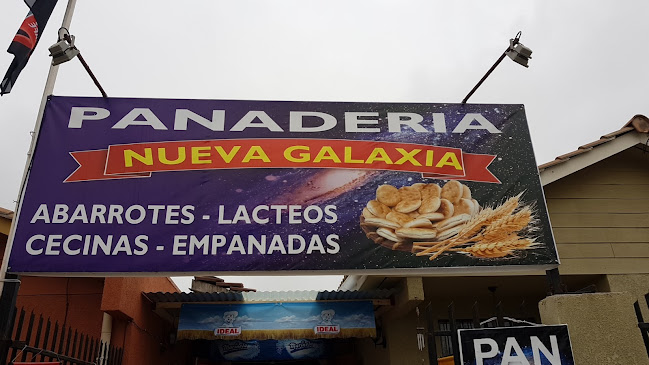 PANADERIA
NUEVA GALAXIA
ABARROTES - LACTEOS
CECINAS - EMPANADAS
IDEAL
IDEAL
PAN